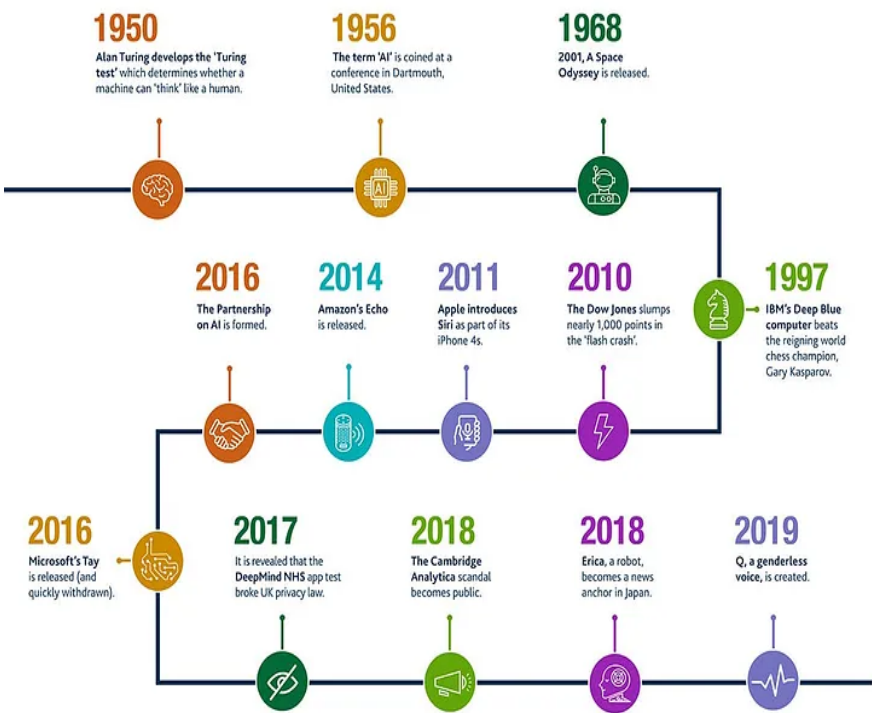 1950
Alan Turing develops the 'Turing
test' which determines whether a
machine can 'think' like a human.
1956
The term 'AI' is coined at a
conference in Dartmouth,
United States.
1968
2001, A Space
Odyssey is released.
AI
1997
IBM's Deep Blue
computer beats
the reigning world
chess champion,
Gary Kasparov.
2010
The Dow Jones slumps
nearly 1,000 points in
the 'flash crash'.
2011
Apple introduces
Siri as part of its
iPhone 4s.
2014
Amazon's Echo
is released.
2016
The Partnership
on AI is formed.
2016
Microsoft's Tay
is released (and
quickly withdrawn).
2017
It is revealed that the
DeepMind NHS app test
broke UK privacy law.
2018
The Cambridge
Analytica scandal
becomes public.
2018
Erica, a robot,
becomes a news
anchor in Japan.
2019
Q, a genderless
voice, is created.